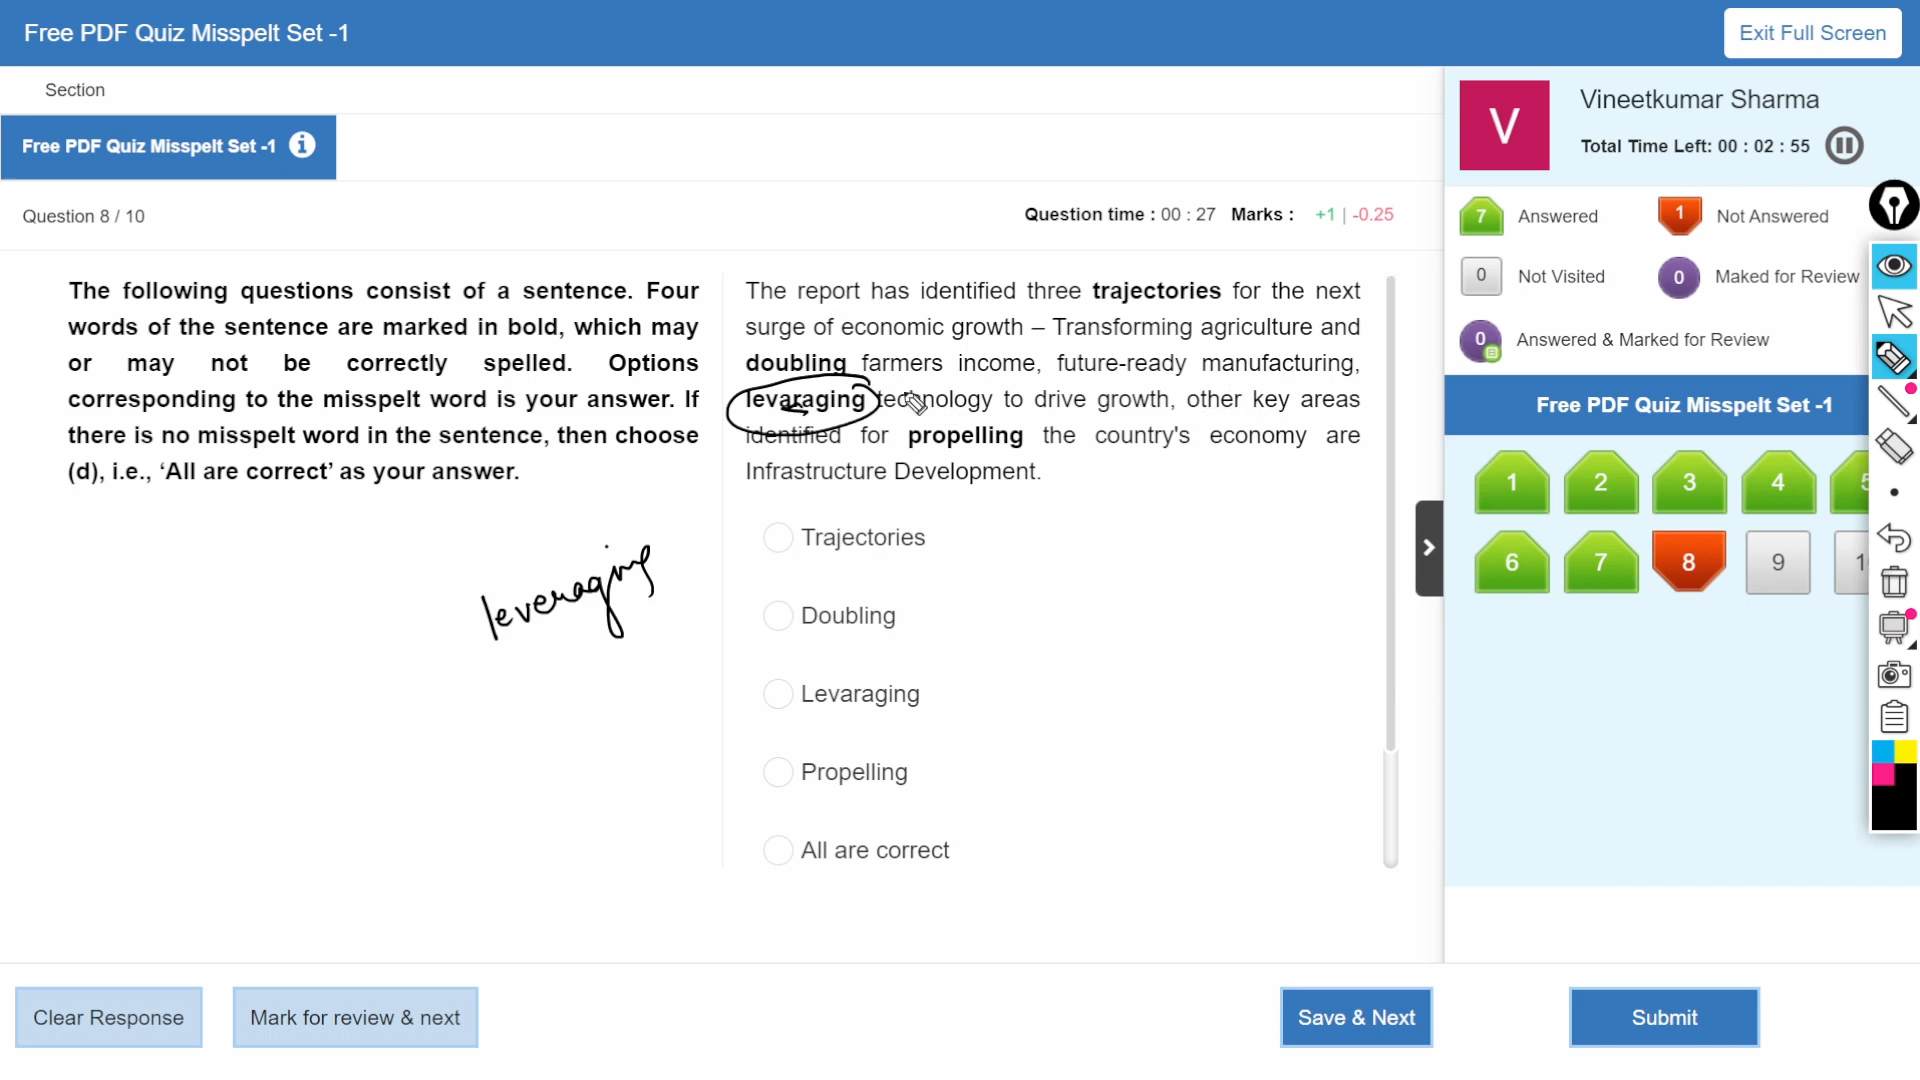 Free PDF Quiz Misspelt Set -1
Exit Full Screen
Section
Free PDF Quiz Misspelt Set -1 i
Question 8 / 10
Question time : 00 : 27 Marks : +1 | -0.25
The following questions consist of a sentence. Four
words of the sentence are marked in bold, which may
or may not be correctly spelled. Options
corresponding to the misspelt word is your answer. If
there is no misspelt word in the sentence, then choose
(d), i.e., ‘All are correct’ as your answer.
leveraging
The report has identified three trajectories for the next
surge of economic growth – Transforming agriculture and
doubling farmers income, future-ready manufacturing,
levaraging technology to drive growth, other key areas
identified for propelling the country's economy are
Infrastructure Development.
Trajectories
Doubling
Levaraging
Propelling
All are correct
V
Vineetkumar Sharma
Total Time Left: 00 : 02 : 55
7 Answered
1 Not Answered
0 Not Visited
0 Maked for Review
0 Answered & Marked for Review
Free PDF Quiz Misspelt Set -1
1 2 3 4 5
6 7 8 9 1
Clear Response
Mark for review & next
Save & Next
Submit